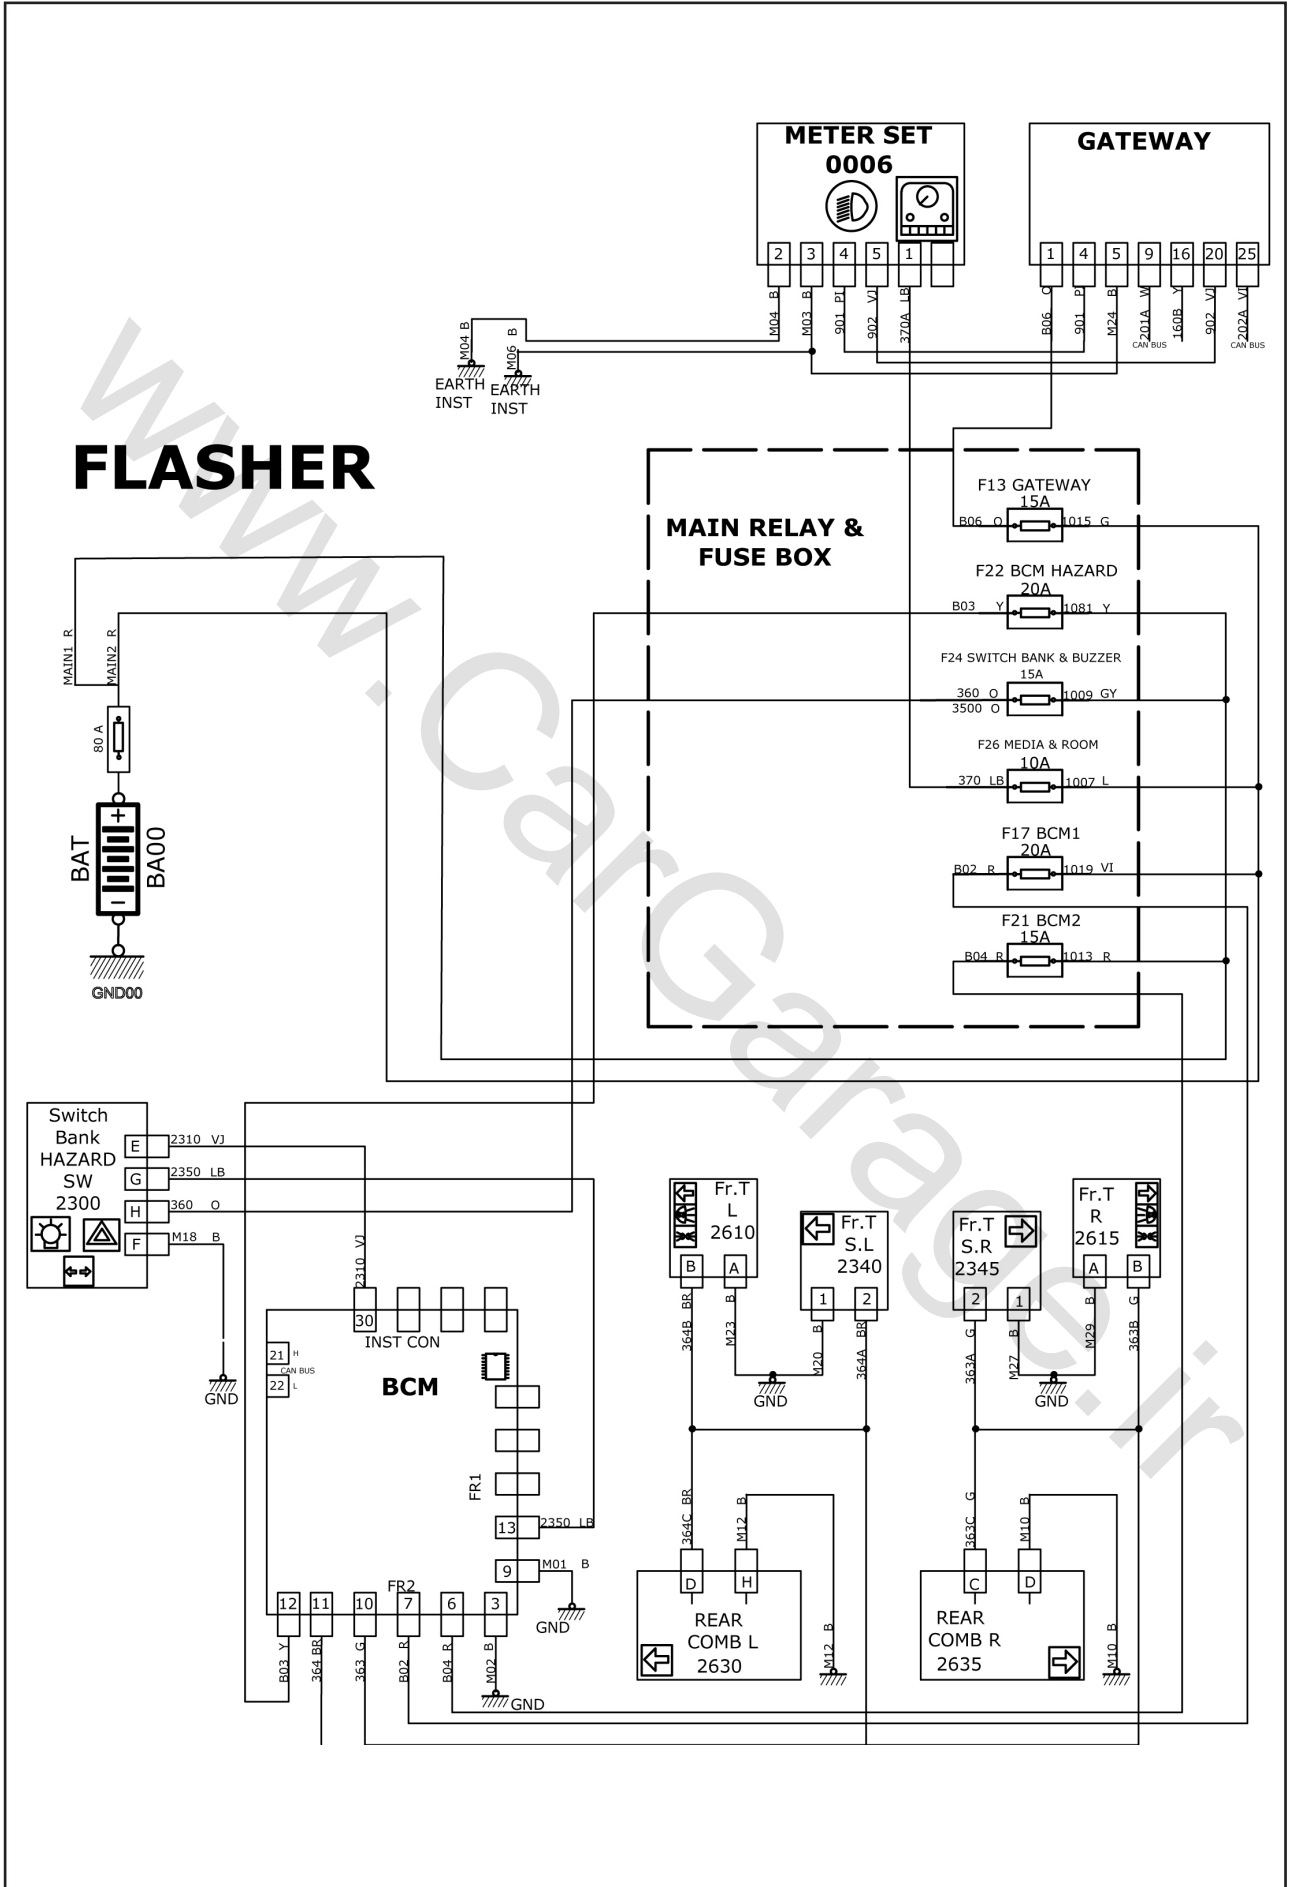 METER SET
0006
2 3 4 5 1
M04 B
M03 B
901 PI
902 VJ
370A LB
GATEWAY
1 4 5 9 16 20 25
B06 O
901 PJ
M24 B
201A W
160B Y
902 VJ
202A VI
CAN BUS
CAN BUS
M04 B
M06 B
EARTH
INST
EARTH
INST
FLASHER
MAIN RELAY &
FUSE BOX
F13 GATEWAY
15A
B06 O 1015 G
F22 BCM HAZARD
20A
B03 Y 1081 Y
F24 SWITCH BANK & BUZZER
15A
360 O 1009 GY
3500 O
F26 MEDIA & ROOM
10A
370 LB 1007 L
F17 BCM1
20A
B02 R 1019 VI
F21 BCM2
15A
B04 R 1013 R
MAIN1 R
MAIN2 R
80 A
BAT
+
−
BA00
GND00
Switch
Bank
HAZARD
SW
2300
E 2310 VJ
G 2350 LB
H 360 O
F M18 B
GND
2310 VJ
30
INST CON
21 H
CAN BUS
22 L
BCM
FR1
13 2350 LB
9 M01 B
GND
FR2
12 11 10 7 6 3
B03 Y
364 BR
363 G
B02 R
B04 R
M02 B
GND
Fr.T
L
2610
B A
364B BR
M23 B
Fr.T
S.L
2340
1 2
M20 B
364A BR
GND
Fr.T
S.R
2345
2 1
363A G
M27 B
Fr.T
R
2615
A B
M29 B
363B G
GND
364C BR
M12 B
D H
REAR
COMB L
2630
M12 B
363C G
M10 B
C D
REAR
COMB R
2635
M10 B
www.CarGarage.ir